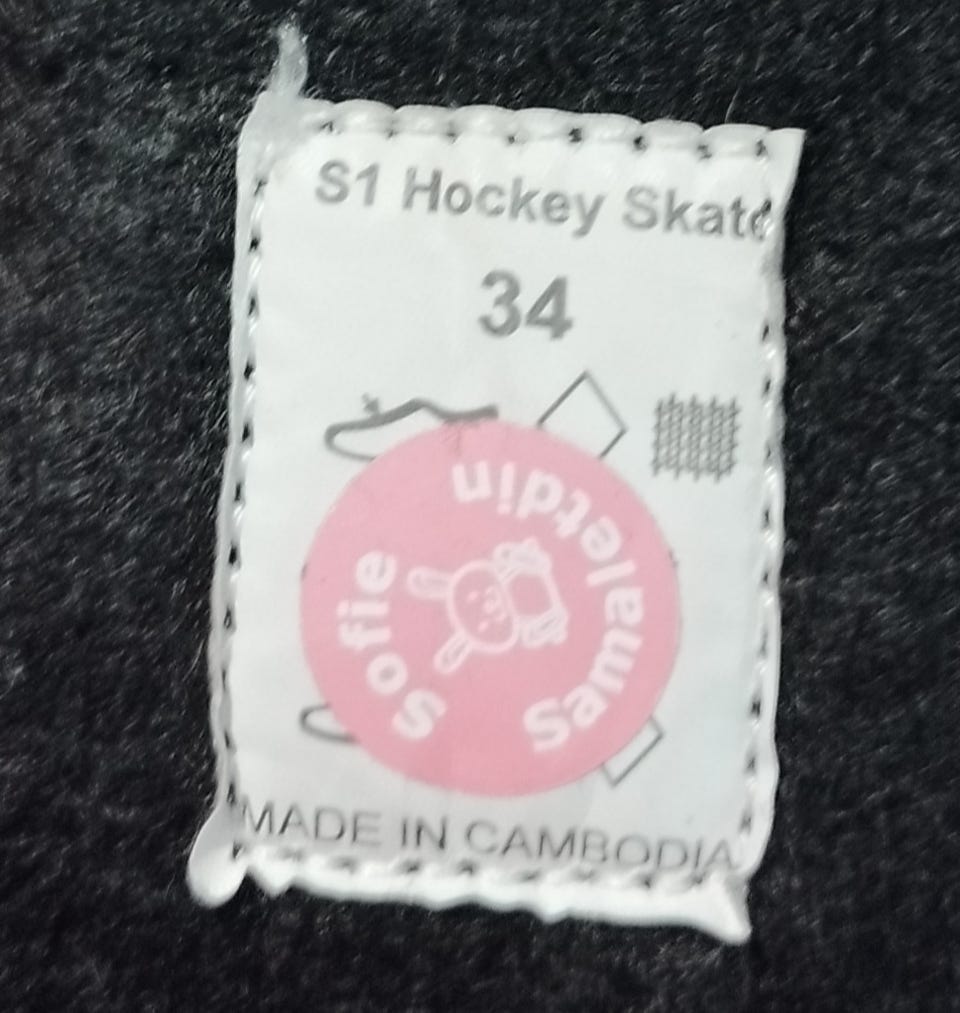 S1 Hockey Skate
34
Sofie
Samaletdin
MADE IN CAMBODIA